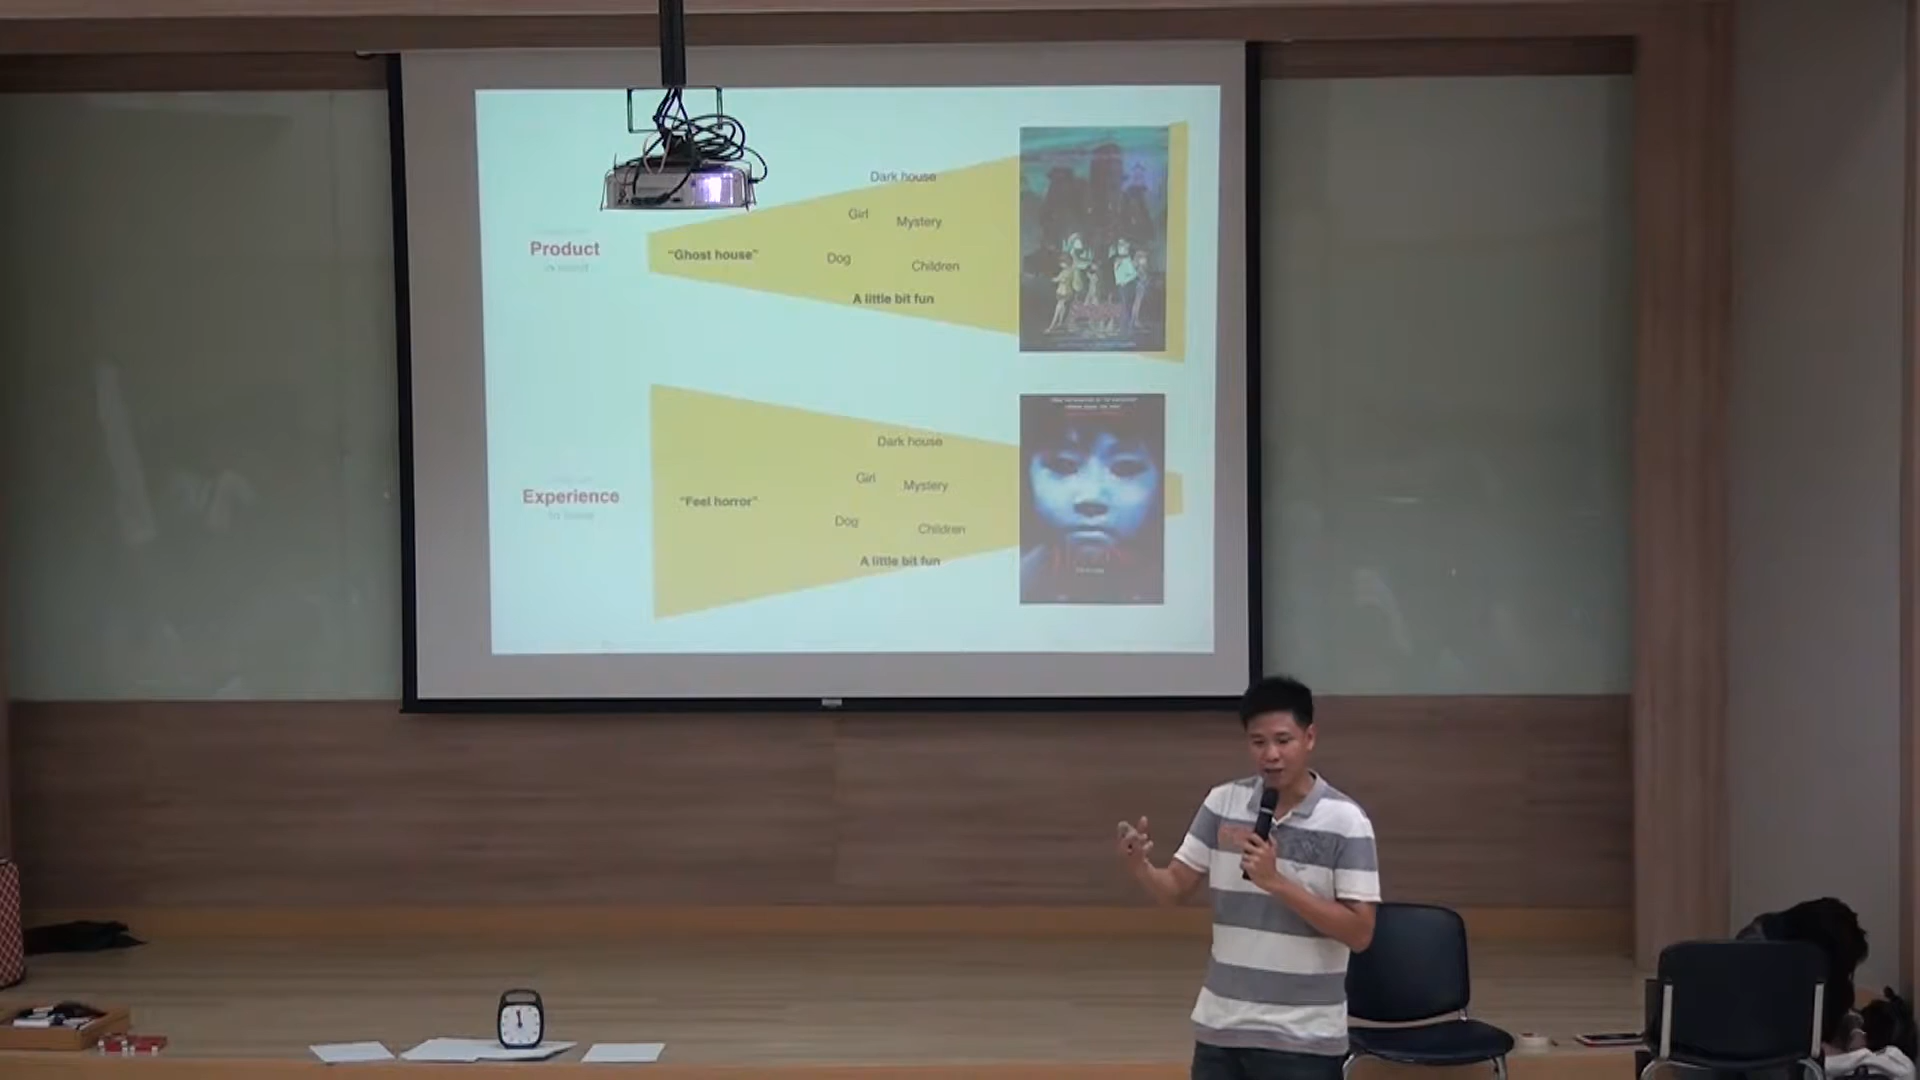 Product
"Ghost house"
Dark house
Girl
Mystery
Dog
Children
A little bit fun
Experience
"Feel horror"
Dark house
Girl
Mystery
Dog
Children
A little bit fun